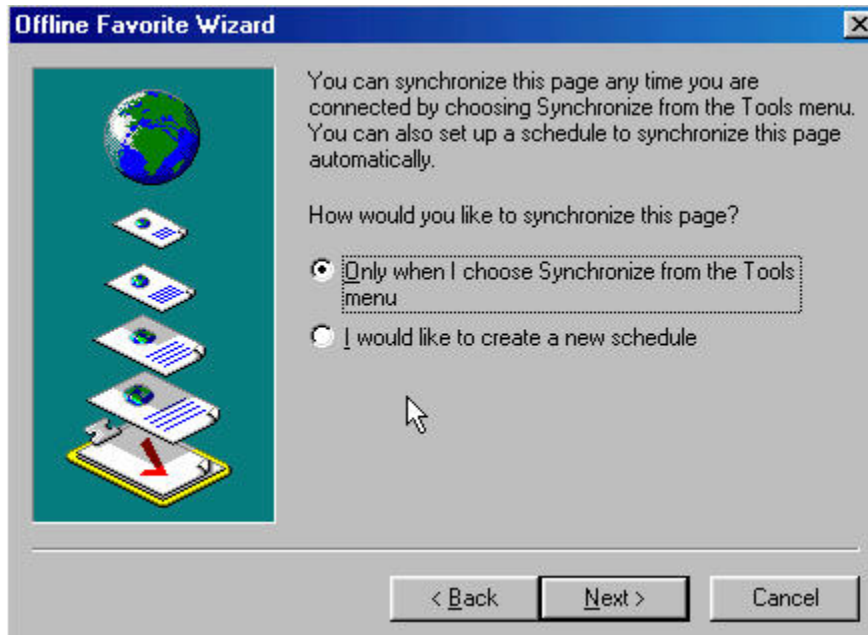 Offline Favorite Wizard
You can synchronize this page any time you are
connected by choosing Synchronize from the Tools menu.
You can also set up a schedule to synchronize this page
automatically.
How would you like to synchronize this page?
Only when I choose Synchronize from the Tools
menu
I would like to create a new schedule
< Back Next > Cancel